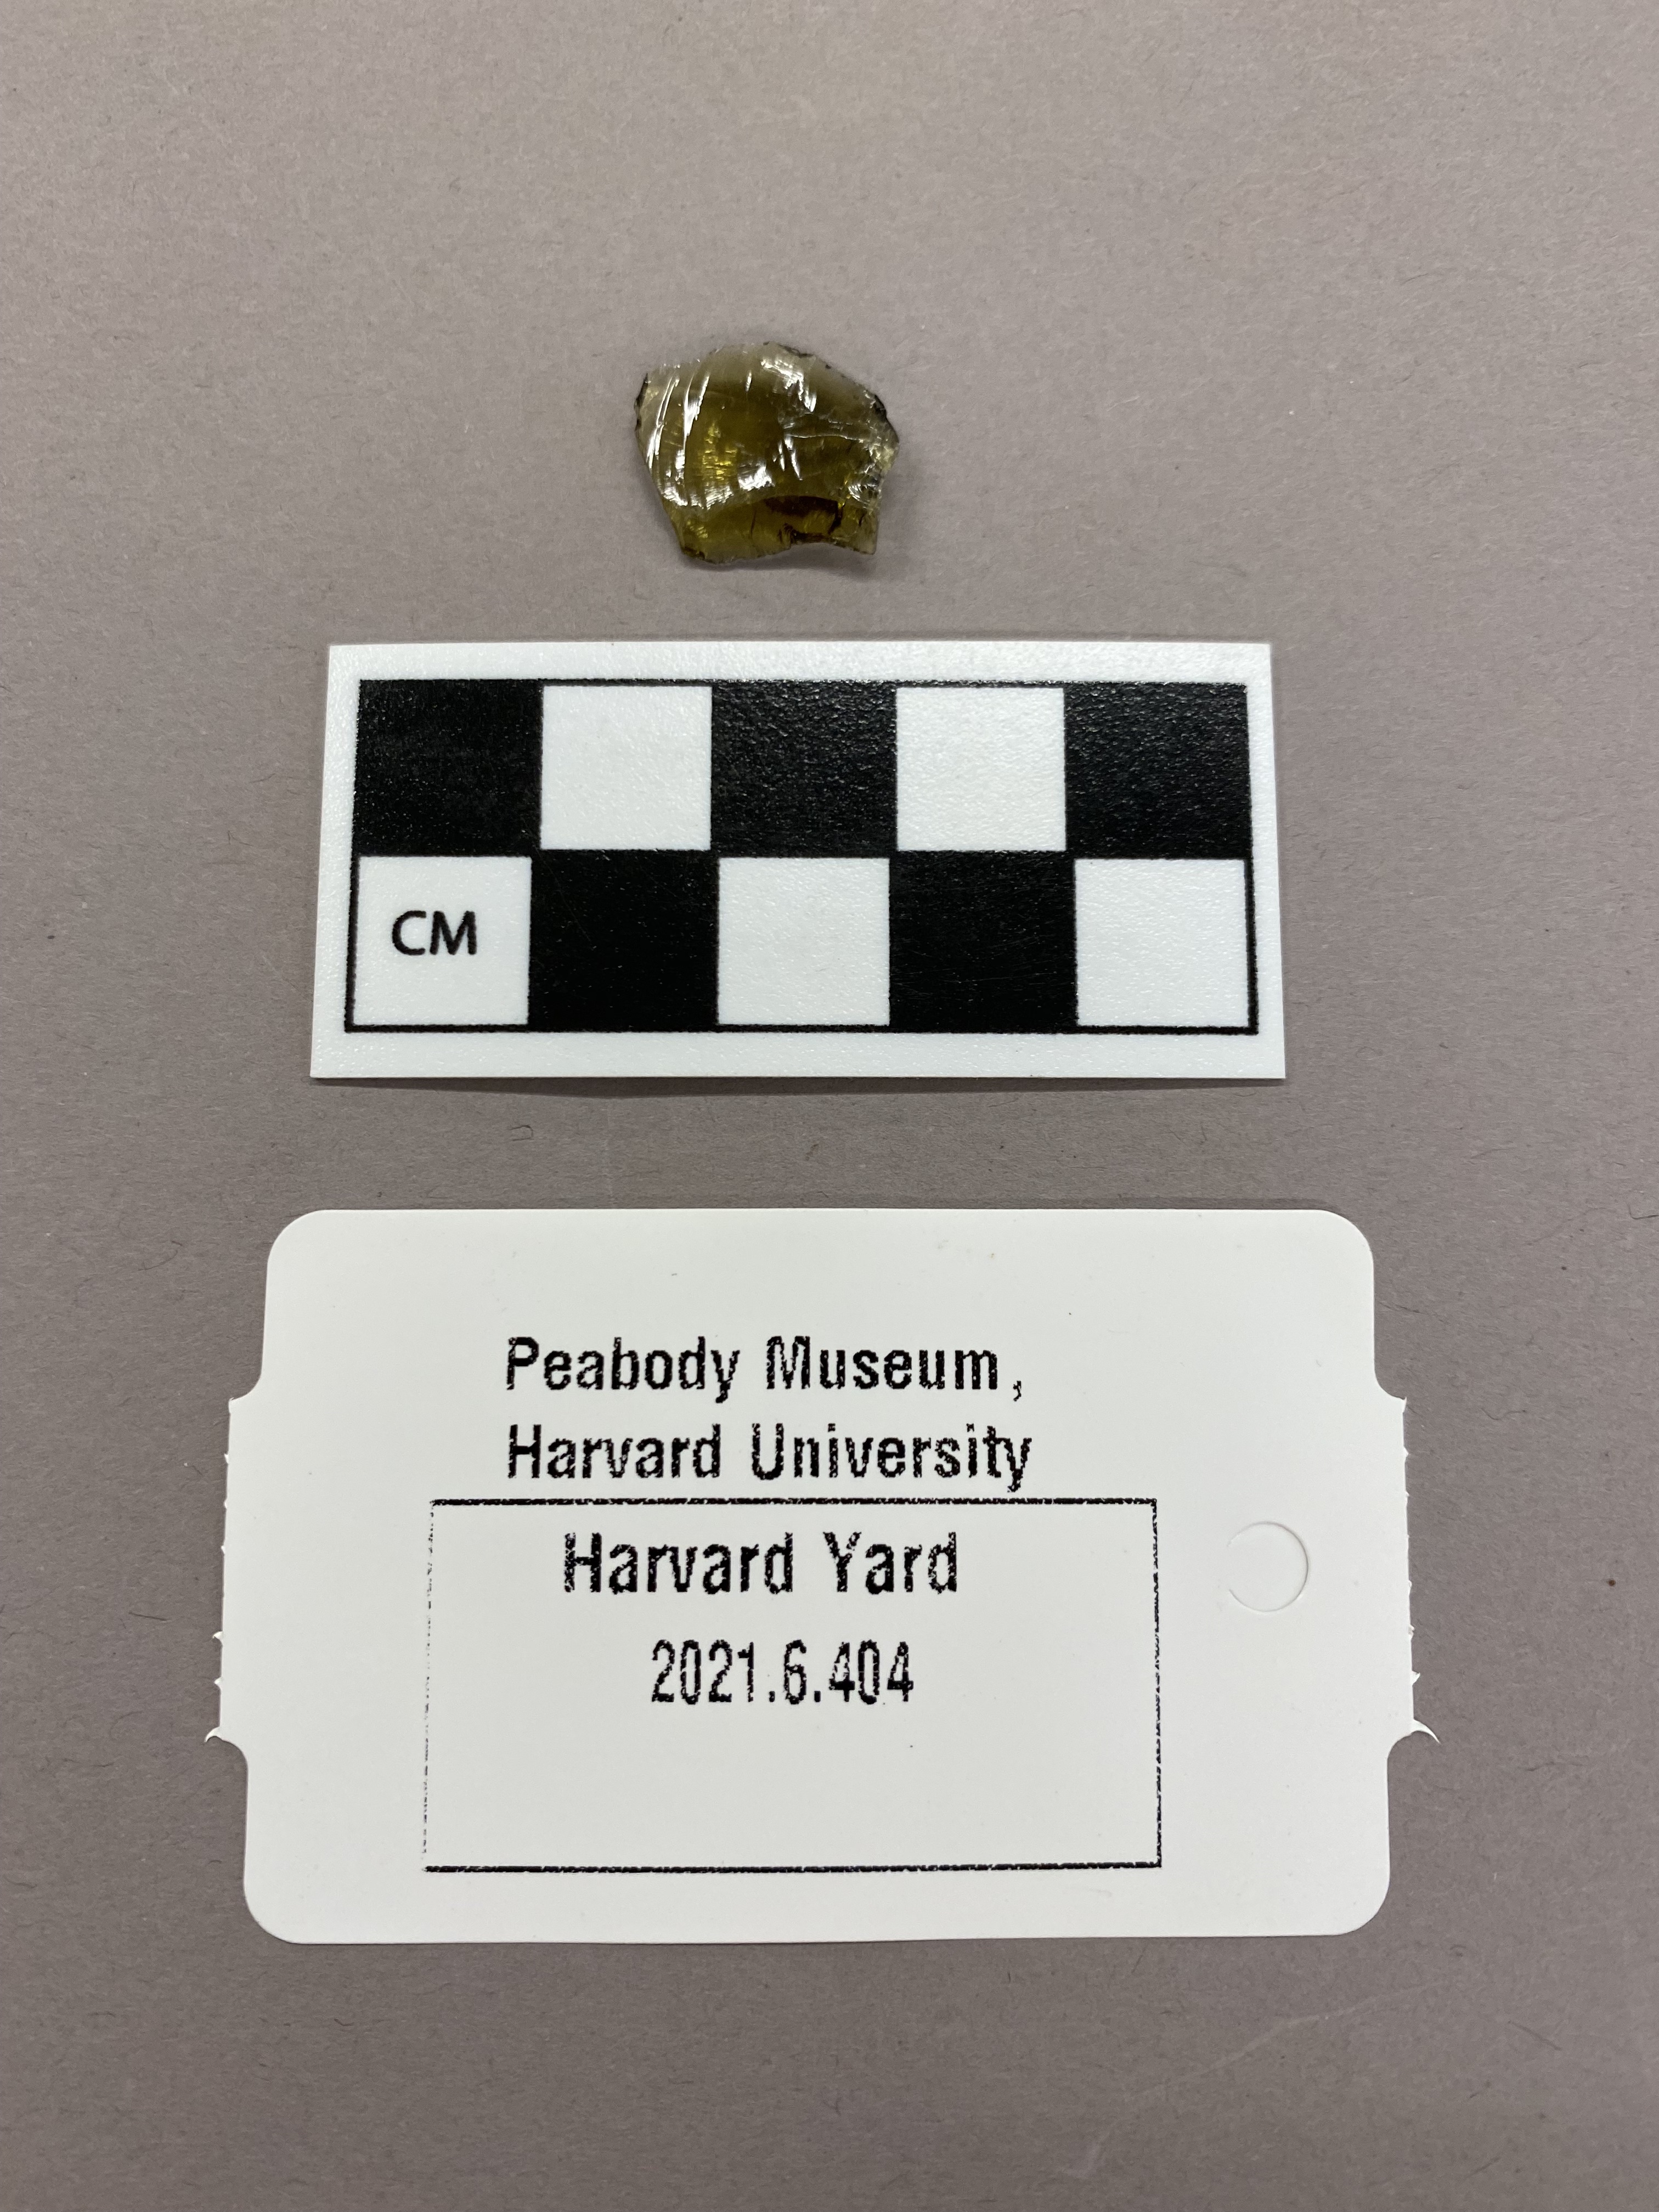 CM
Peabody Museum,
Harvard University
Harvard Yard
2021.6.404